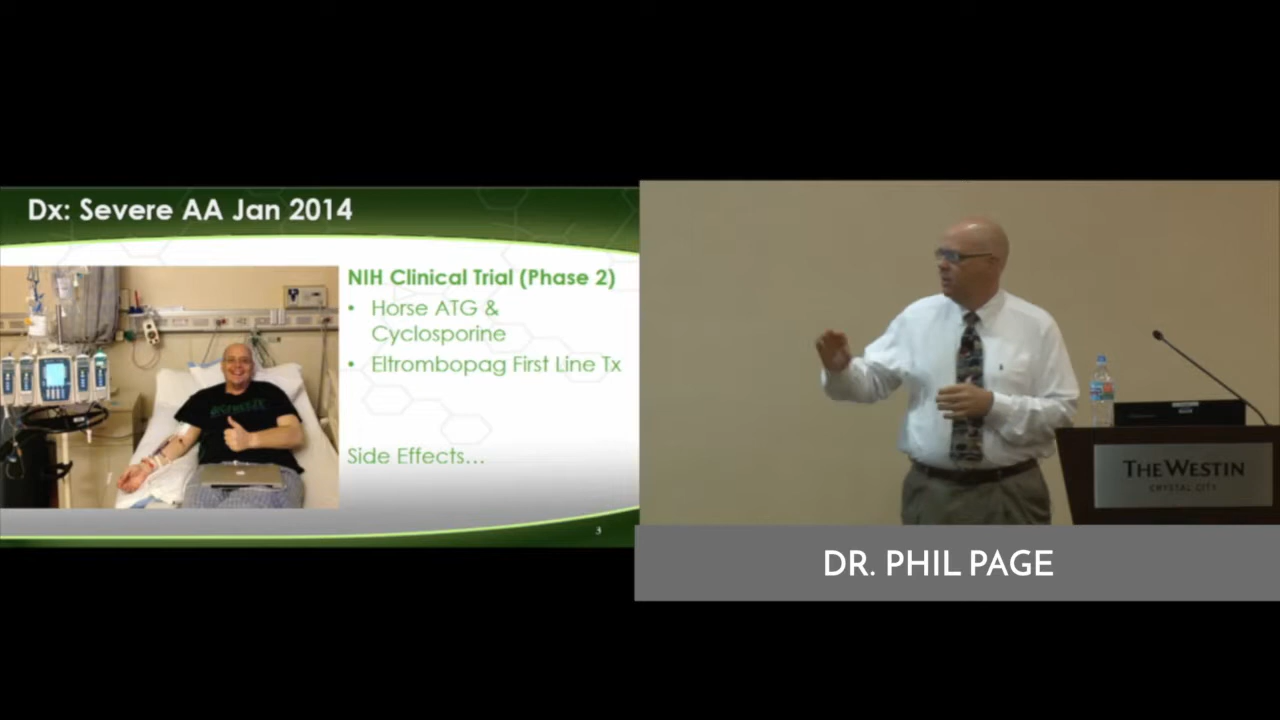 Dx: Severe AA Jan 2014
NIH Clinical Trial (Phase 2)
• Horse ATG &
Cyclosporine
• Eltrombopag First Line Tx
Side Effects...
3
THE WESTIN
CRYSTAL CITY
DR. PHIL PAGE